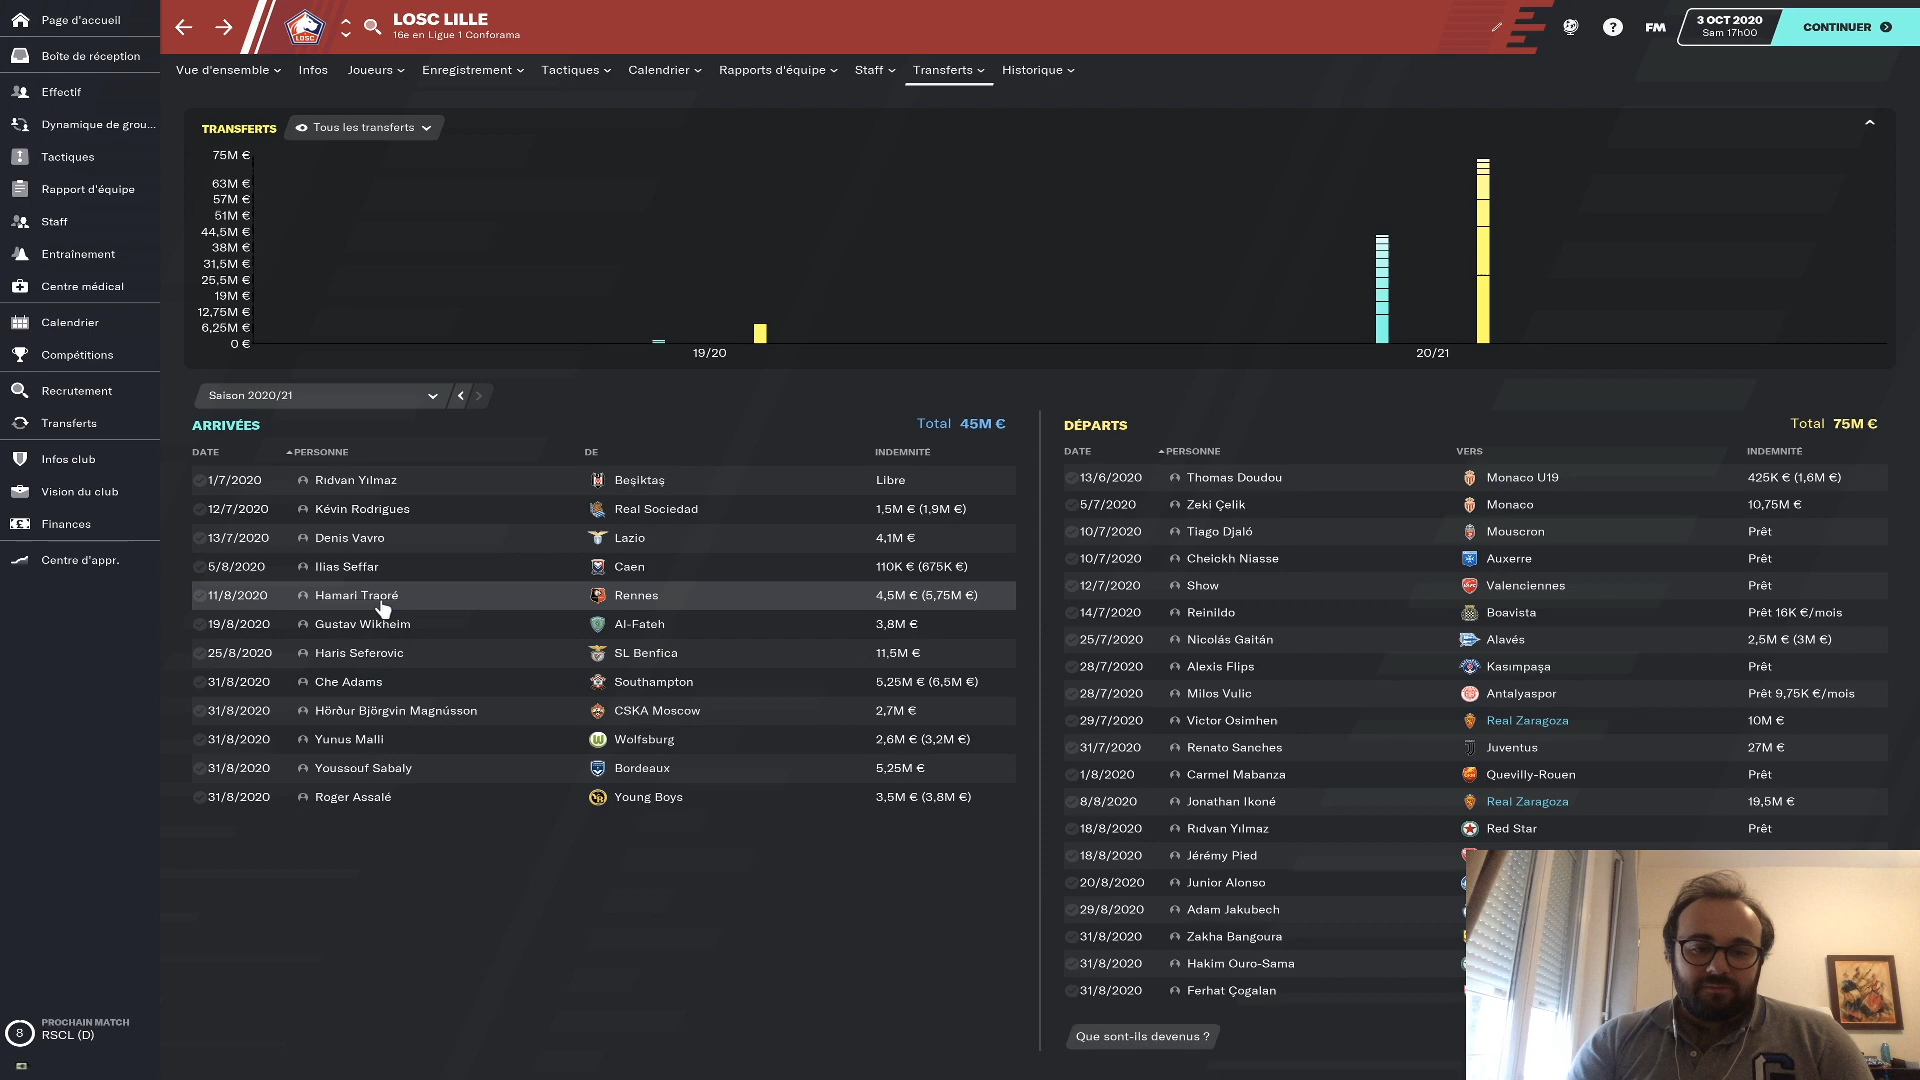 Page d'accueil
Boîte de réception
Effectif
Dynamique de grou...
Tactiques
Rapport d'équipe
Staff
Entraînement
Centre médical
Calendrier
Compétitions
Recrutement
Transferts
Infos club
Vision du club
Finances
Centre d'appr.
8
PROCHAIN MATCH
RSCL (D)
LOSC LILLE
16e en Ligue 1 Conforama
FM
3 OCT 2020
Sam 17h00
CONTINUER
Vue d'ensemble Infos Joueurs Enregistrement Tactiques Calendrier Rapports d'équipe Staff Transferts Historique
TRANSFERTS Tous les transferts
75M €
63M €
57M €
51M €
44,5M €
38M €
31,5M €
25,5M €
19M €
12,75M €
6,25M €
0 €
19/20 20/21
Saison 2020/21
ARRIVÉES Total 45M €
DATE PERSONNE DE INDEMNITÉ
1/7/2020 Rıdvan Yılmaz Beşiktaş Libre
12/7/2020 Kévin Rodrigues Real Sociedad 1,5M € (1,9M €)
13/7/2020 Denis Vavro Lazio 4,1M €
5/8/2020 Ilias Seffar Caen 110K € (675K €)
11/8/2020 Hamari Traoré Rennes 4,5M € (5,75M €)
19/8/2020 Gustav Wikheim Al-Fateh 3,8M €
25/8/2020 Haris Seferovic SL Benfica 11,5M €
31/8/2020 Che Adams Southampton 5,25M € (6,5M €)
31/8/2020 Hörður Björgvin Magnússon CSKA Moscow 2,7M €
31/8/2020 Yunus Malli Wolfsburg 2,6M € (3,2M €)
31/8/2020 Youssouf Sabaly Bordeaux 5,25M €
31/8/2020 Roger Assalé Young Boys 3,5M € (3,8M €)
DÉPARTS Total 75M €
DATE PERSONNE VERS INDEMNITÉ
13/6/2020 Thomas Doudou Monaco U19 425K € (1,6M €)
5/7/2020 Zeki Çelik Monaco 10,75M €
10/7/2020 Tiago Djaló Mouscron Prêt
10/7/2020 Cheickh Niasse Auxerre Prêt
12/7/2020 Show Valenciennes Prêt
14/7/2020 Reinildo Boavista Prêt 16K €/mois
25/7/2020 Nicolás Gaitán Alavés 2,5M € (3M €)
28/7/2020 Alexis Flips Kasımpaşa Prêt
28/7/2020 Milos Vulic Antalyaspor Prêt 9,75K €/mois
29/7/2020 Victor Osimhen Real Zaragoza 10M €
31/7/2020 Renato Sanches Juventus 27M €
1/8/2020 Carmel Mabanza Quevilly-Rouen Prêt
8/8/2020 Jonathan Ikoné Real Zaragoza 19,5M €
18/8/2020 Rıdvan Yılmaz Red Star Prêt
18/8/2020 Jérémy Pied
20/8/2020 Junior Alonso
29/8/2020 Adam Jakubech
31/8/2020 Zakha Bangoura
31/8/2020 Hakim Ouro-Sama
31/8/2020 Ferhat Çogalan
Que sont-ils devenus ?